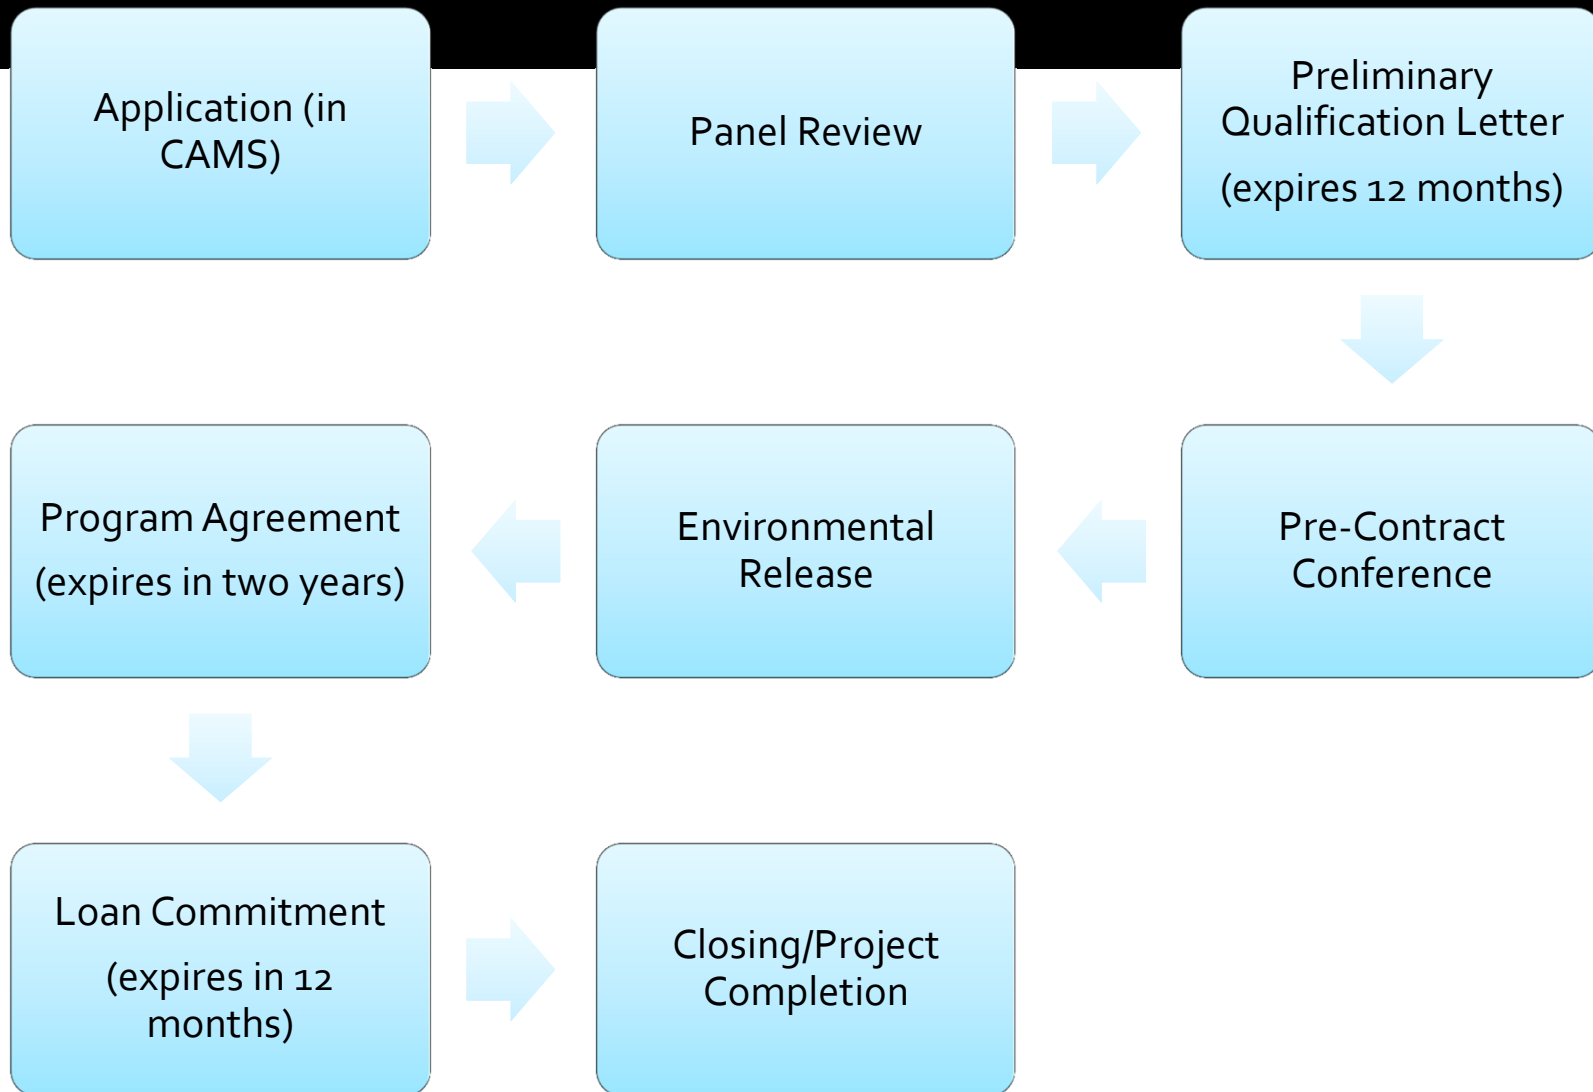 Application (in
CAMS)
Panel Review
Preliminary
Qualification Letter
(expires 12 months)
Pre-Contract
Conference
Environmental
Release
Program Agreement
(expires in two years)
Loan Commitment
(expires in 12
months)
Closing/Project
Completion